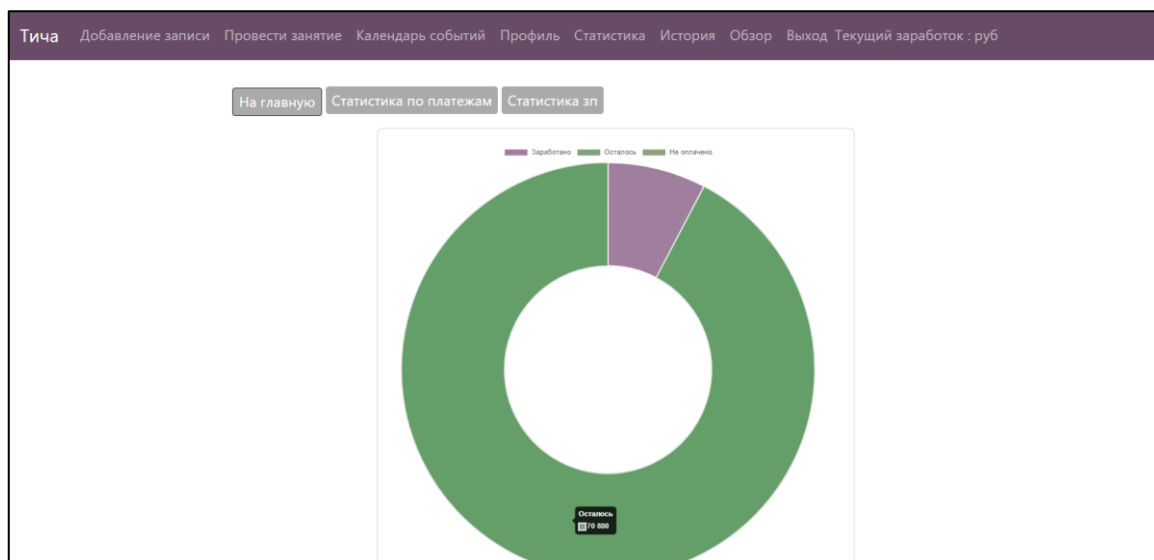 Тича Добавление записи Провести занятие Календарь событий Профиль Статистика История Обзор Выход Текущий заработок : руб
На главную Статистика по платежам Статистика зп
Заработано Осталось Не оплачено
Осталось
70 800